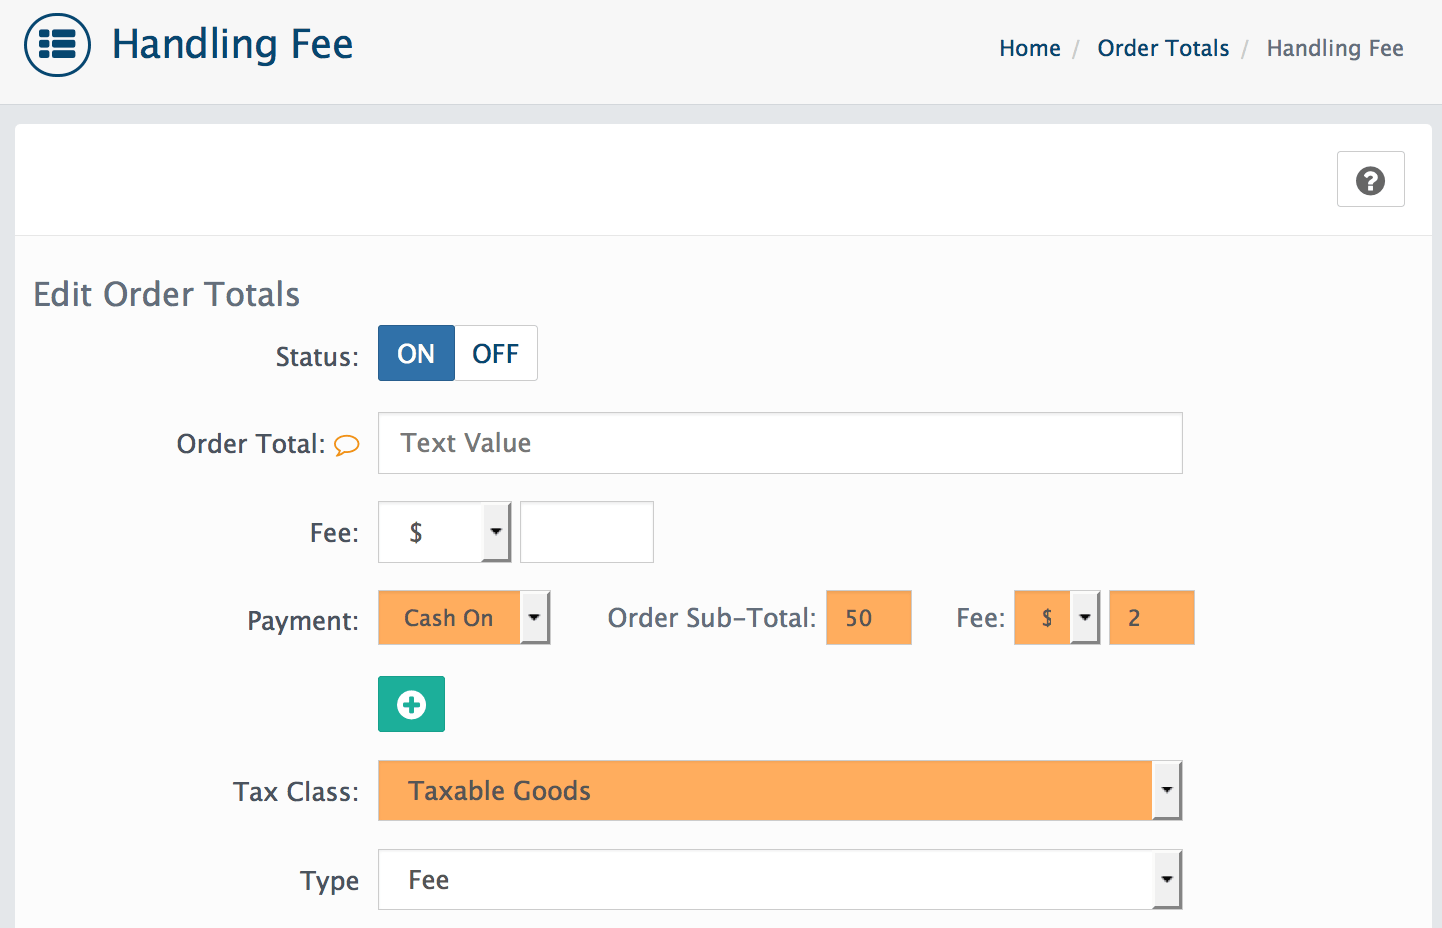 Handling Fee
Home / Order Totals / Handling Fee
Edit Order Totals
Status: ON OFF
Order Total: Text Value
Fee: $
Payment: Cash On Order Sub-Total: 50 Fee: $ 2
Tax Class: Taxable Goods
Type Fee